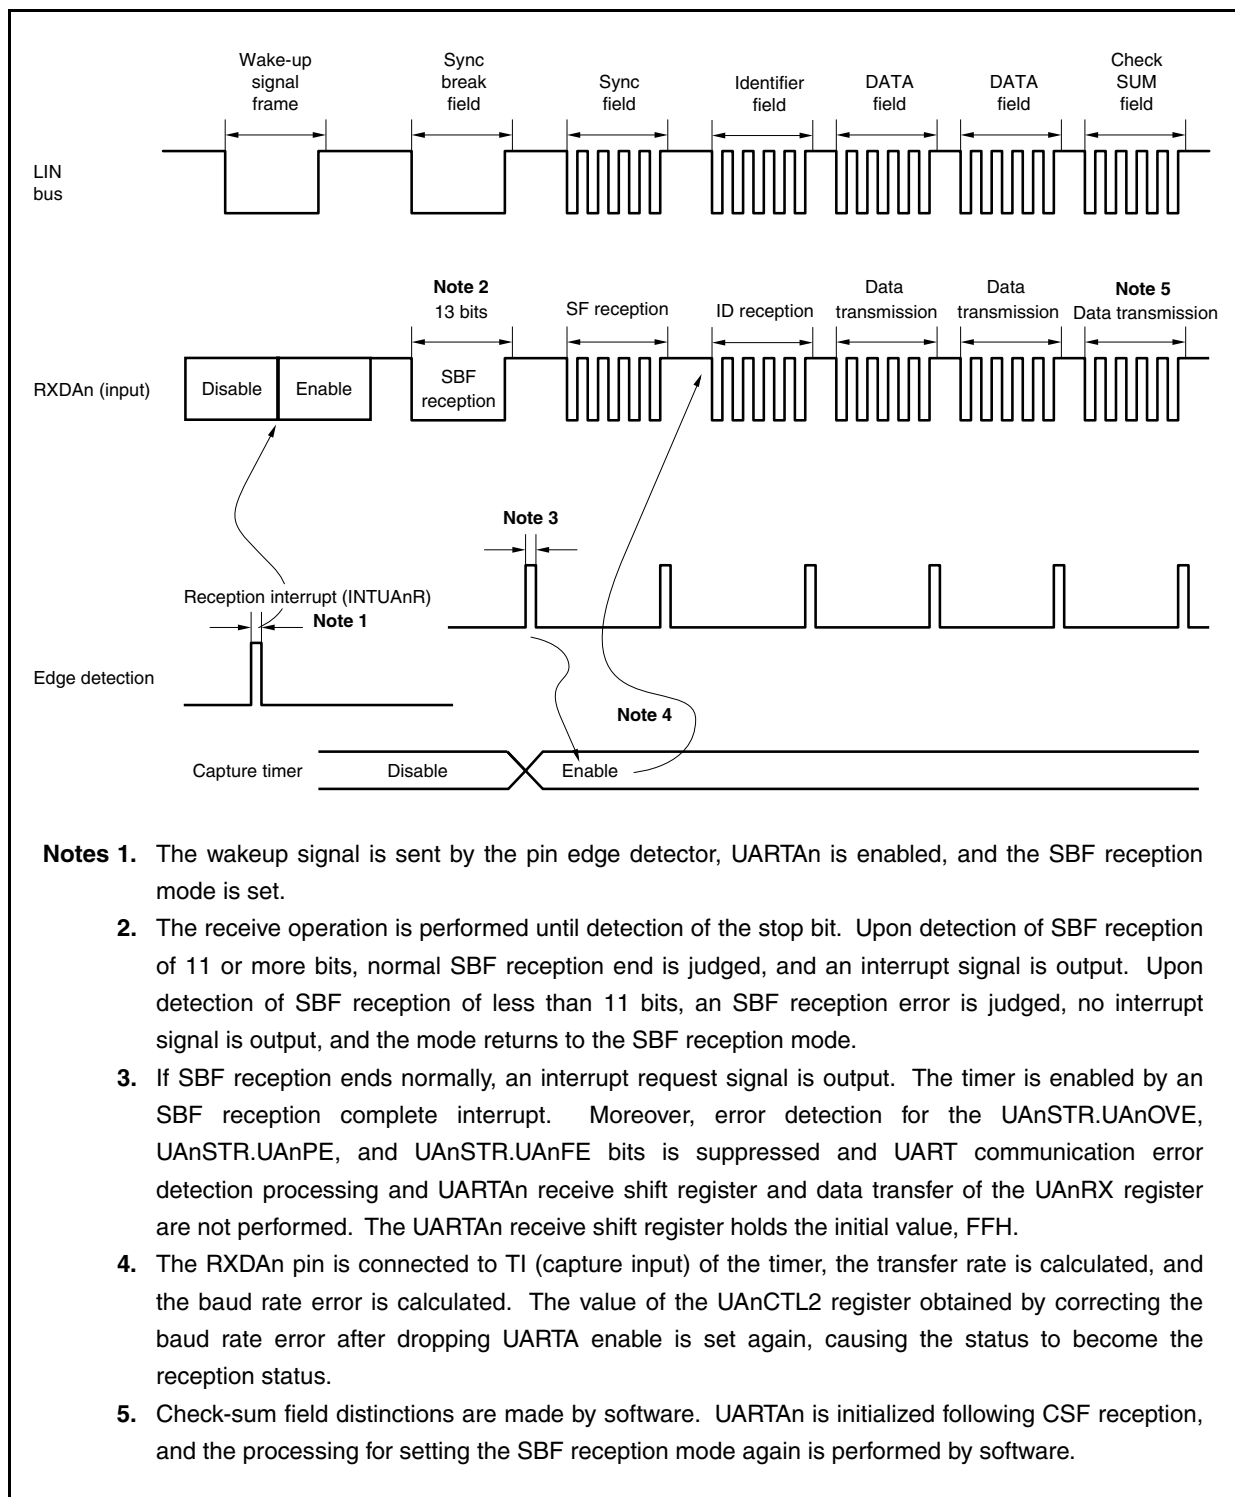 Wake-up
signal
frame
Sync
break
field
Sync
field
Identifier
field
DATA
field
DATA
field
Check
SUM
field
LIN
bus
Note 2
13 bits
SF reception
ID reception
Data
transmission
Data
transmission
Note 5
Data transmission
RXDAn (input)
Disable
Enable
SBF
reception
Note 3
Reception interrupt (INTUAnR)
Note 1
Edge detection
Note 4
Capture timer
Disable
Enable
Notes 1. The wakeup signal is sent by the pin edge detector, UARTAn is enabled, and the SBF reception
mode is set.
2. The receive operation is performed until detection of the stop bit. Upon detection of SBF reception
of 11 or more bits, normal SBF reception end is judged, and an interrupt signal is output. Upon
detection of SBF reception of less than 11 bits, an SBF reception error is judged, no interrupt
signal is output, and the mode returns to the SBF reception mode.
3. If SBF reception ends normally, an interrupt request signal is output. The timer is enabled by an
SBF reception complete interrupt. Moreover, error detection for the UAnSTR.UAnOVE,
UAnSTR.UAnPE, and UAnSTR.UAnFE bits is suppressed and UART communication error
detection processing and UARTAn receive shift register and data transfer of the UAnRX register
are not performed. The UARTAn receive shift register holds the initial value, FFH.
4. The RXDAn pin is connected to TI (capture input) of the timer, the transfer rate is calculated, and
the baud rate error is calculated. The value of the UAnCTL2 register obtained by correcting the
baud rate error after dropping UARTA enable is set again, causing the status to become the
reception status.
5. Check-sum field distinctions are made by software. UARTAn is initialized following CSF reception,
and the processing for setting the SBF reception mode again is performed by software.